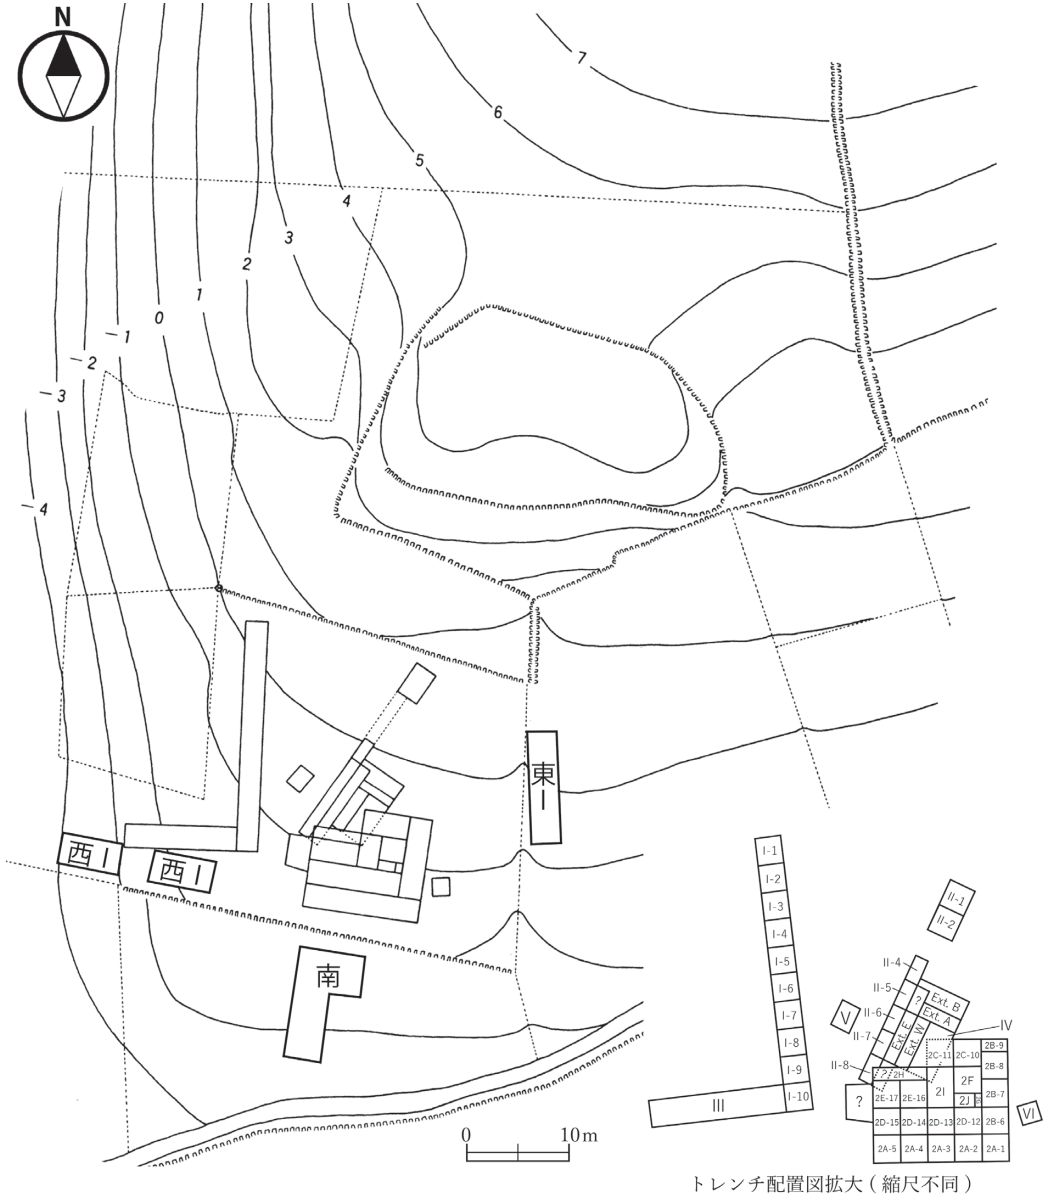 N
7
6
5
4
3
2
1
0
－1
－2
－3
－4
東Ⅰ
西Ⅰ
西Ⅰ
南
0 10m
I-1
I-2
I-3
I-4
I-5
I-6
I-7
I-8
I-9
I-10
III
II-1
II-2
II-4
II-5
II-6
II-7
II-8
?
Ext. B
Ext. A
Ext. E
Ext. W
V
IV
2C-11
2C-10
2B-9
2B-8
? 2H
2F
2I
2J
2B-7
2E-17
2E-16
?
2D-15
2D-14
2D-13
2D-12
2B-6
VI
2A-5
2A-4
2A-3
2A-2
2A-1
トレンチ配置図拡大（縮尺不同）